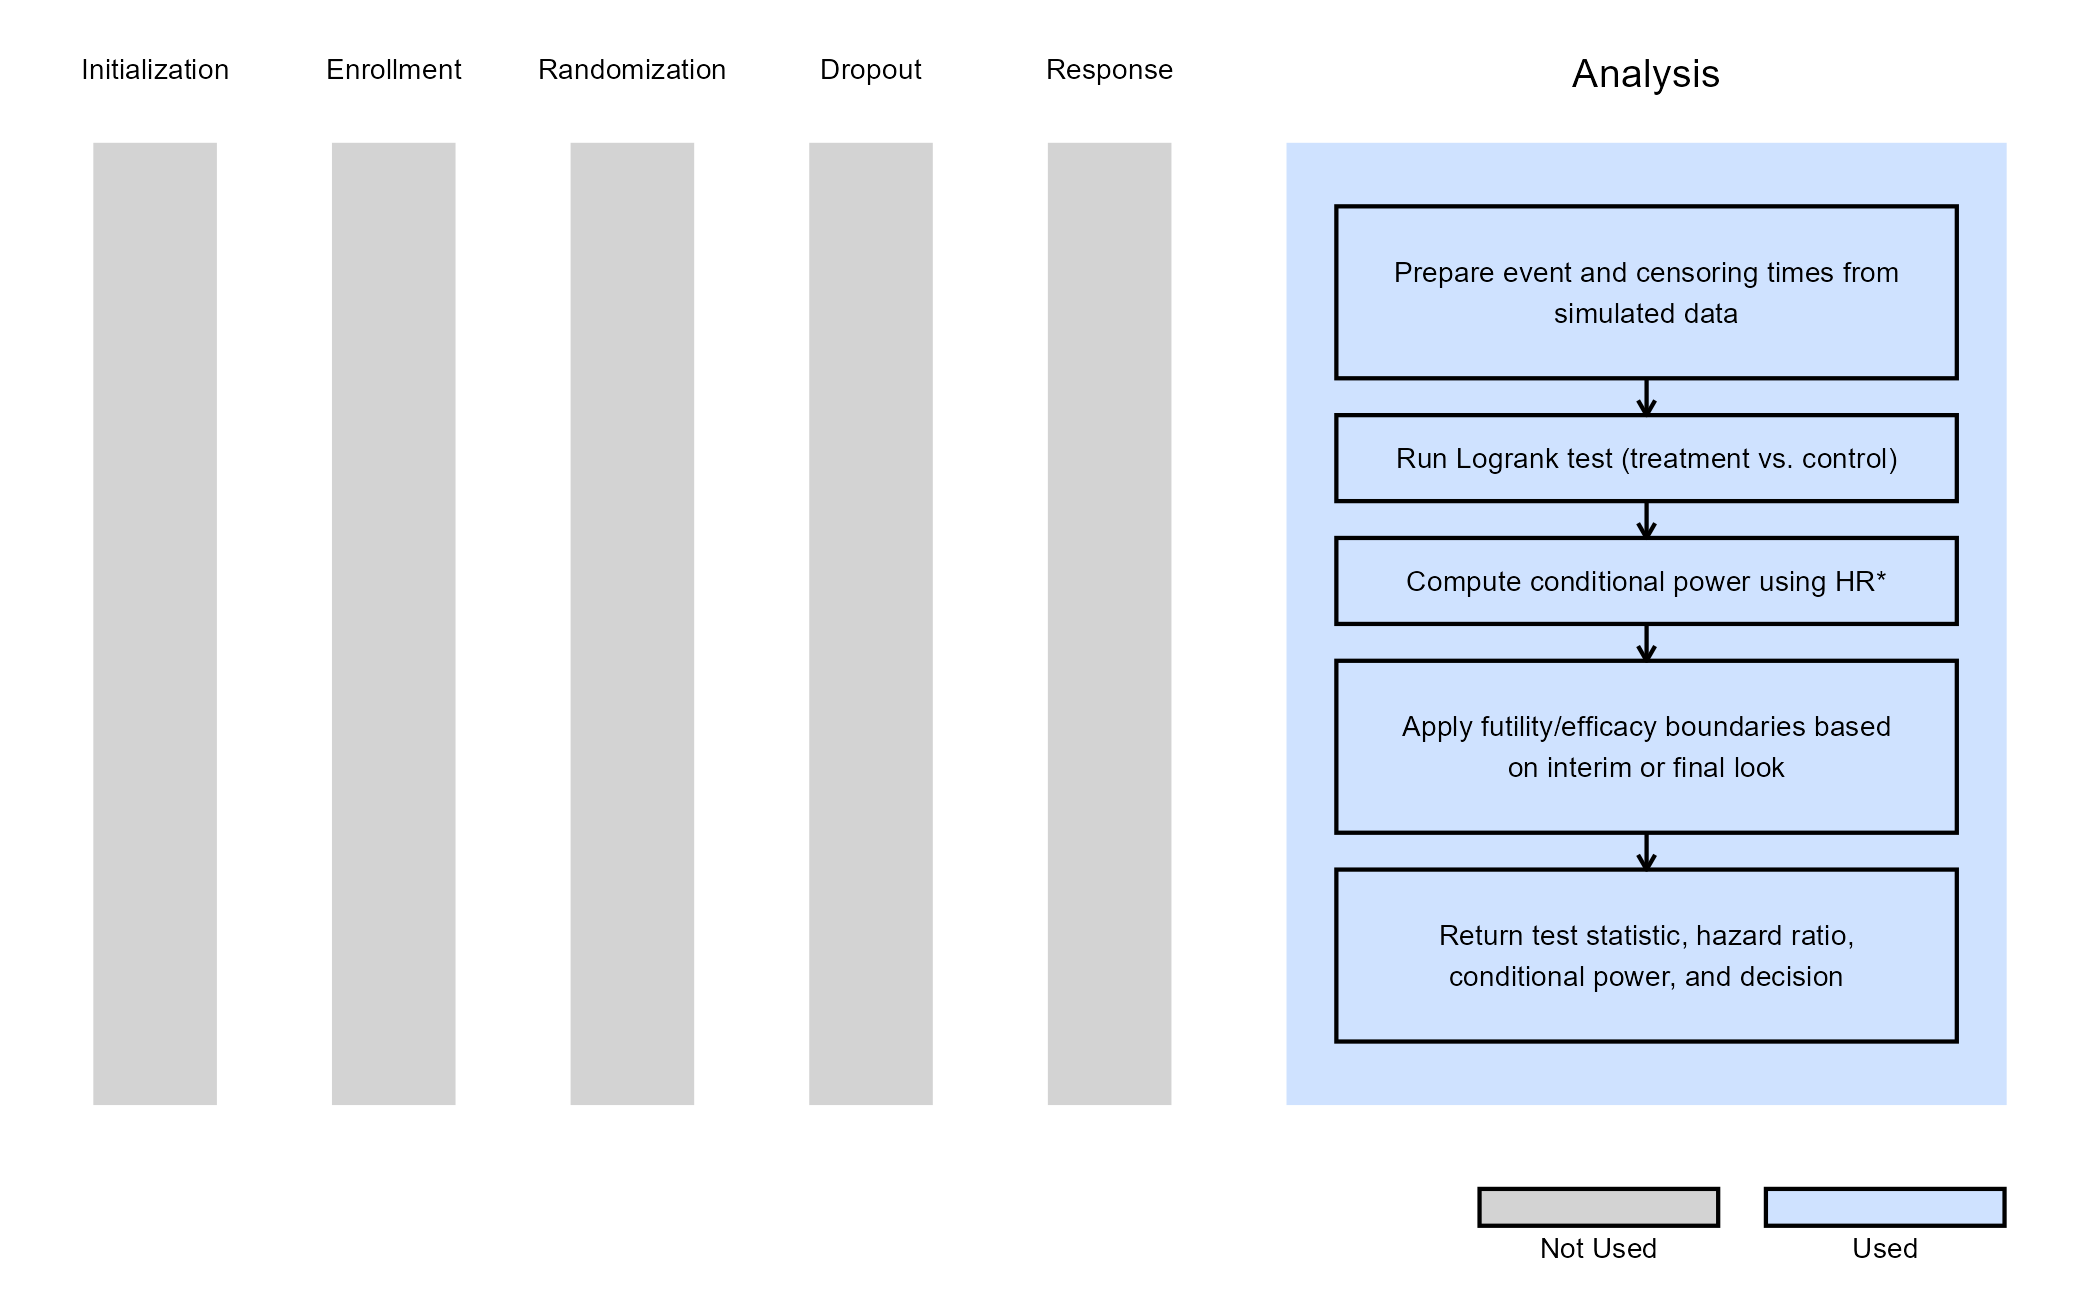 Initialization
Enrollment
Randomization
Dropout
Response
Analysis
Prepare event and censoring times from
simulated data
Run Logrank test (treatment vs. control)
Compute conditional power using HR*
Apply futility/efficacy boundaries based
on interim or final look
Return test statistic, hazard ratio,
conditional power, and decision
Not Used
Used